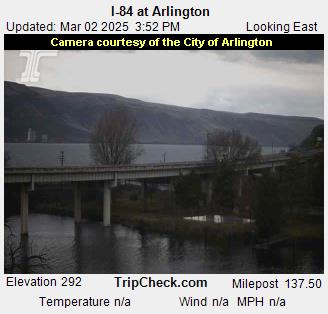 I-84 at Arlington
Updated: Mar 02 2025 3:52 PM Looking East
Camera courtesy of the City of Arlington
Elevation 292 TripCheck.com Milepost 137.50
Temperature n/a Wind n/a MPH n/a